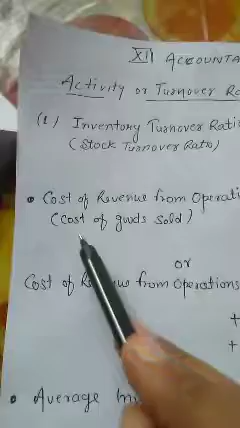 XII ACCOUNTA
Activity or Turnover Ra
(1) Inventory Turnover Rati
(Stock Turnover Ratio)
• Cost of Revenue from Operati
(Cost of goods sold)
or
Cost of from Operations
+
+
• Average